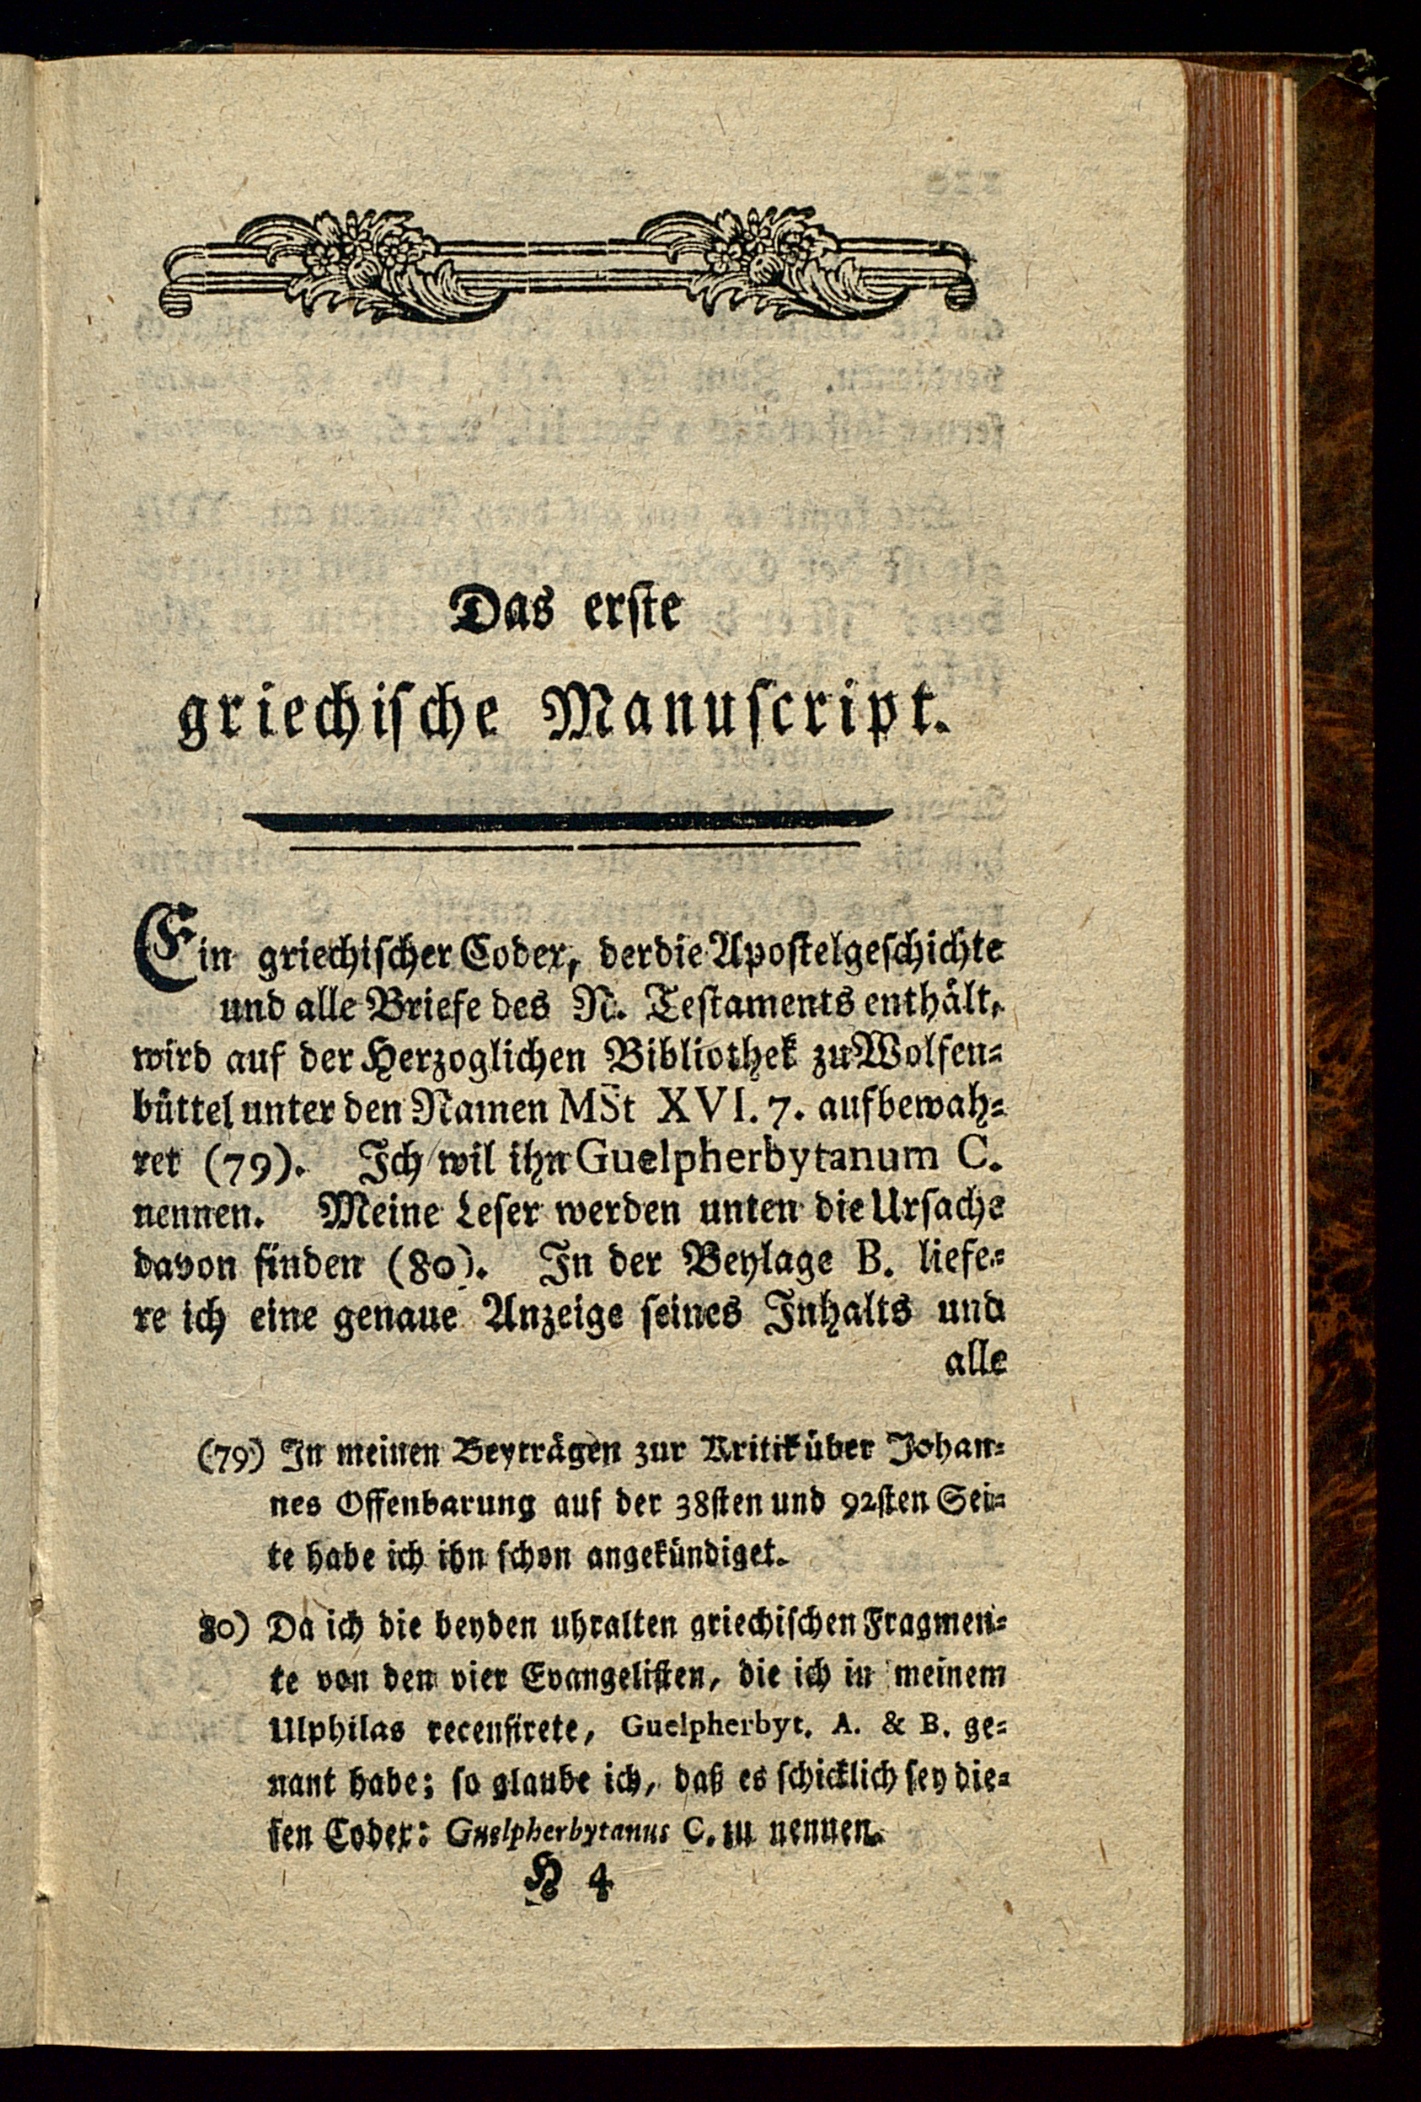 Das erste
griechische Manuscript.
Ein griechischer Codex, der die Apostelgeschichte
und alle Briefe des N. Testaments enthält,
wird auf der Herzoglichen Bibliothek zu Wolfen-
büttel unter den Namen MSt XVI. 7. aufbewah-
ret (79). Ich wil ihn Guelpherbytanum C.
nennen. Meine Leser werden unten die Ursache
davon finden (80). In der Beylage B. liefe-
re ich eine genaue Anzeige seines Inhalts und
alle
(79) In meinen Beyträgen zur Kritik über Johan-
nes Offenbarung auf der 38sten und 92sten Sei-
te habe ich ihn schon angekündiget.
80) Da ich die beyden uhralten griechischen Fragmen-
te von den vier Evangelisten, die ich in meinem
Ulphilas recensirete, Guelpherbyt. A. & B. ge-
nant habe; so glaube ich, daß es schicklich sey die-
sen Codex: Guelpherbytanus C. zu nennen.
H 4